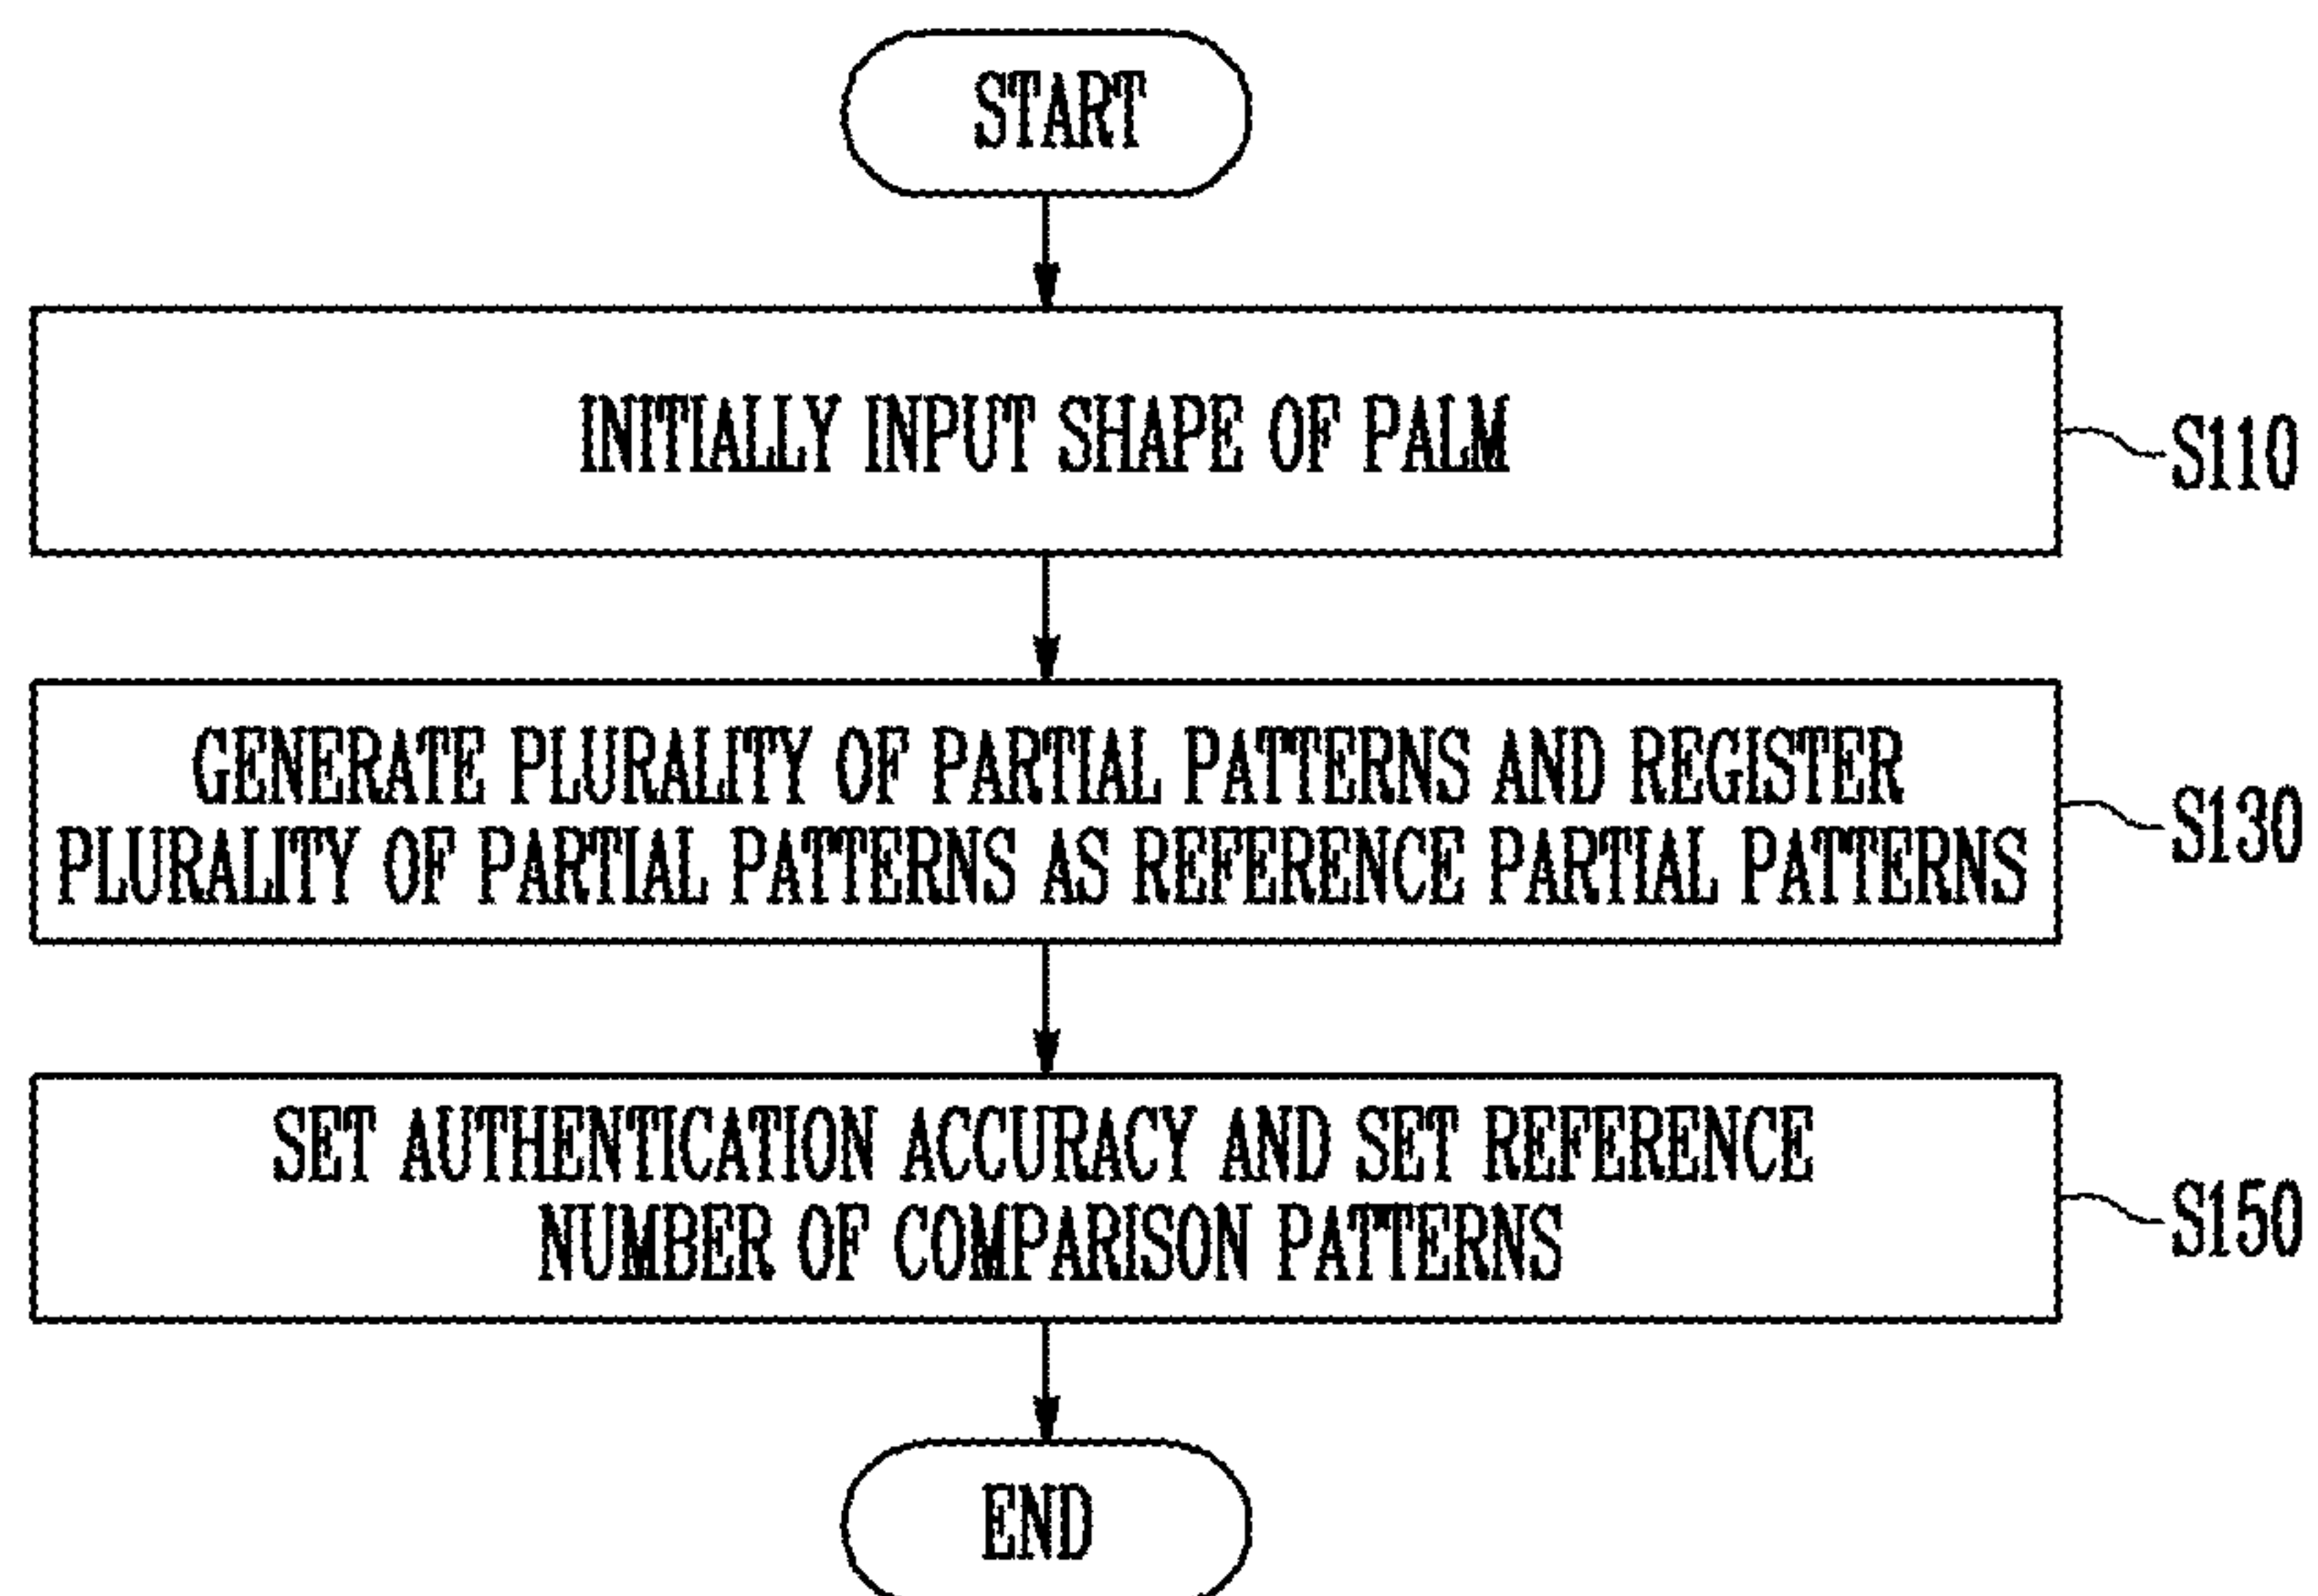 START
INITIALLY INPUT SHAPE OF PALM
S110
GENERATE PLURALITY OF PARTIAL PATTERNS AND REGISTER
PLURALITY OF PARTIAL PATTERNS AS REFERENCE PARTIAL PATTERNS
S130
SET AUTHENTICATION ACCURACY AND SET REFERENCE
NUMBER OF COMPARISON PATTERNS
S150
END